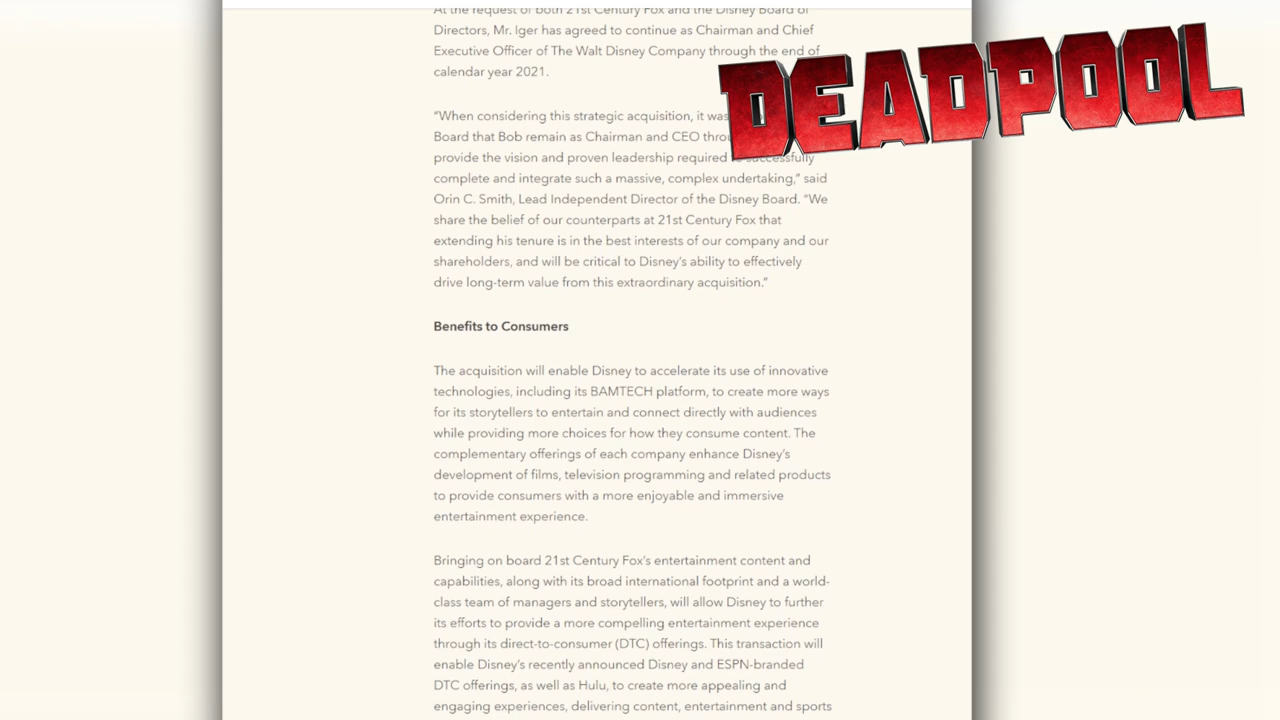 At the request of both 21st Century Fox and the Disney Board of
Directors, Mr. Iger has agreed to continue as Chairman and Chief
Executive Officer of The Walt Disney Company through the end of
calendar year 2021.
DEADPOOL
“When considering this strategic acquisition, it was
Board that Bob remain as Chairman and CEO
provide the vision and proven leadership required to successfully
complete and integrate such a massive, complex undertaking,” said
Orin C. Smith, Lead Independent Director of the Disney Board. “We
share the belief of our counterparts at 21st Century Fox that
extending his tenure is in the best interests of our company and our
shareholders, and will be critical to Disney’s ability to effectively
drive long-term value from this extraordinary acquisition.”
Benefits to Consumers
The acquisition will enable Disney to accelerate its use of innovative
technologies, including its BAMTECH platform, to create more ways
for its storytellers to entertain and connect directly with audiences
while providing more choices for how they consume content. The
complementary offerings of each company enhance Disney’s
development of films, television programming and related products
to provide consumers with a more enjoyable and immersive
entertainment experience.
Bringing on board 21st Century Fox’s entertainment content and
capabilities, along with its broad international footprint and a world-
class team of managers and storytellers, will allow Disney to further
its efforts to provide a more compelling entertainment experience
through its direct-to-consumer (DTC) offerings. This transaction will
enable Disney’s recently announced Disney and ESPN-branded
DTC offerings, as well as Hulu, to create more appealing and
engaging experiences, delivering content, entertainment and sports